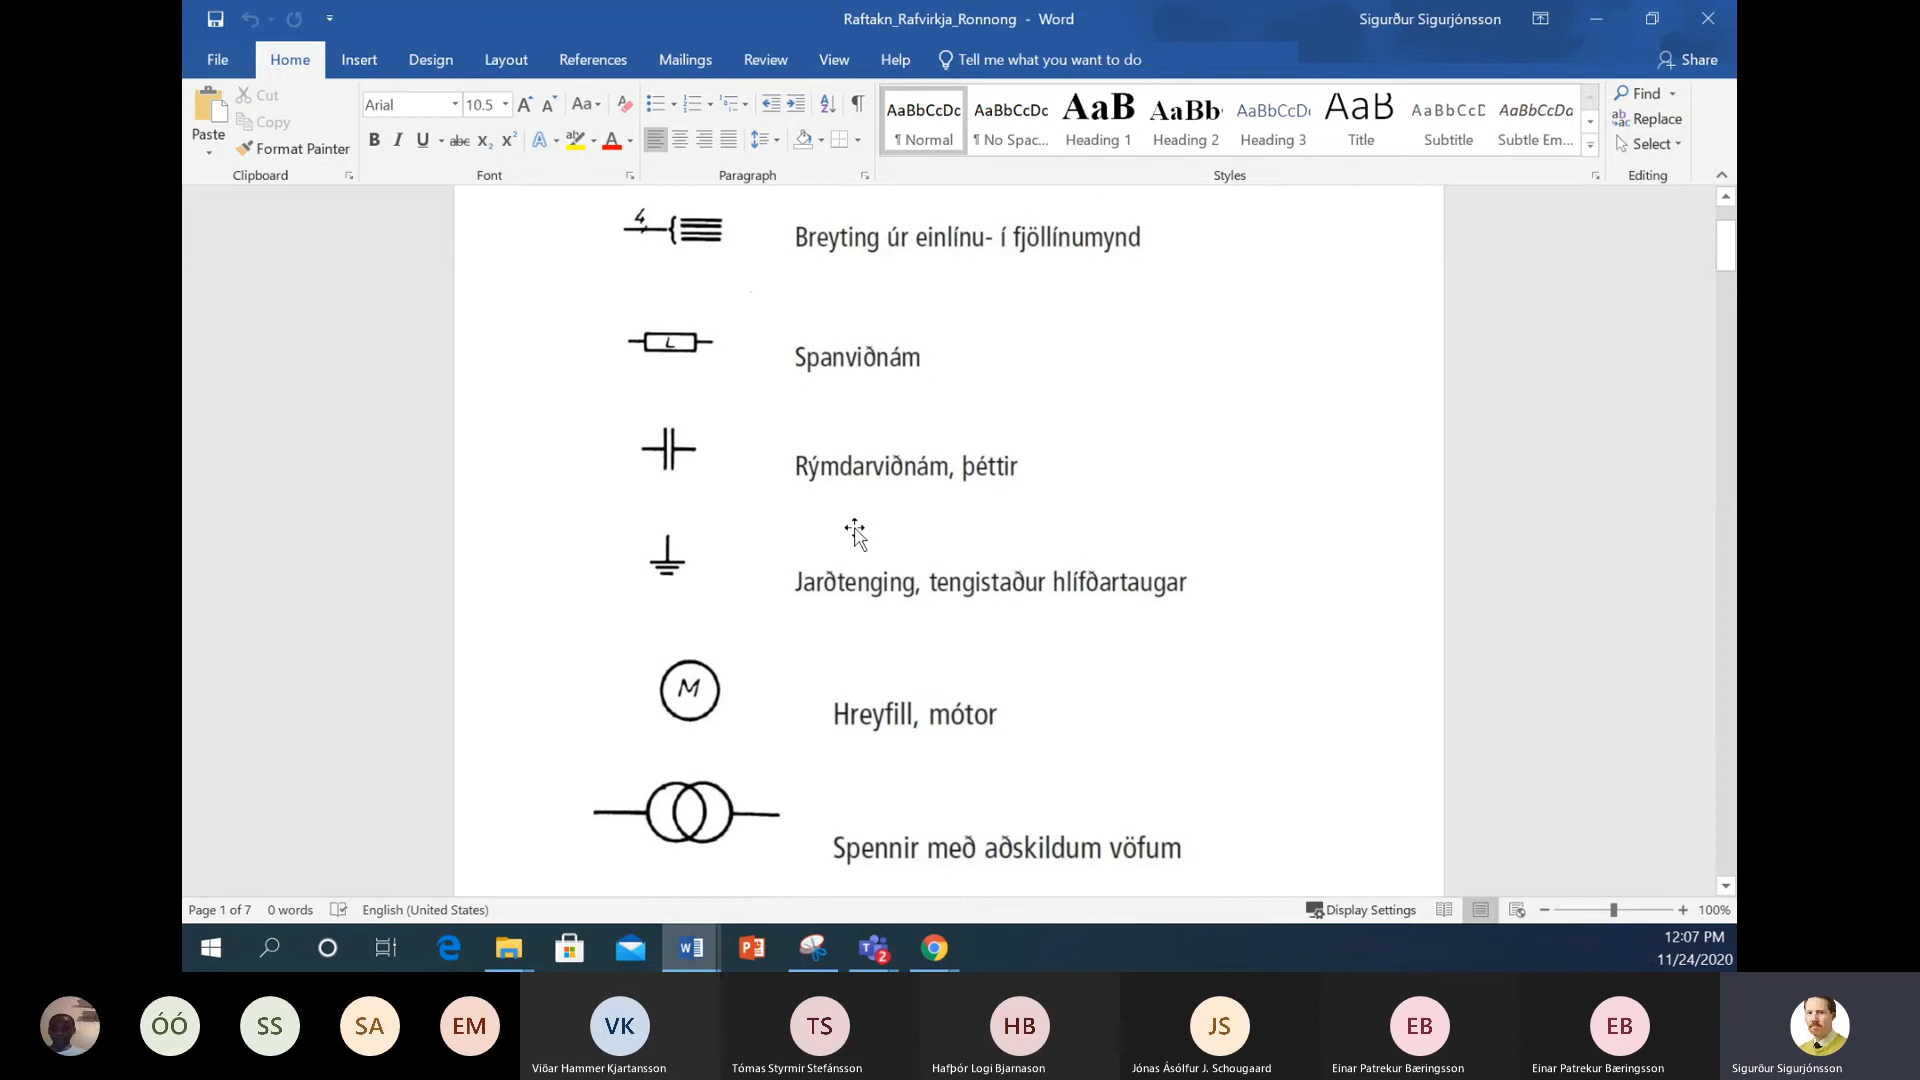 Raftakn_Rafvirkja_Ronnong - Word
Sigurður Sigurjónsson
File Home Insert Design Layout References Mailings Review View Help Tell me what you want to do Share
Paste
Cut
Copy
Format Painter
Clipboard
Arial 10.5
Font
Paragraph
AaBbCcDc AaBbCcDc AaB AaBb AaBbCcDc AaB AaBbCcD AaBbCcDa
¶ Normal ¶ No Spac... Heading 1 Heading 2 Heading 3 Title Subtitle Subtle Em...
Styles
Find
Replace
Select
Editing
4
Breyting úr einlínu- í fjöllínumynd
L
Spanviðnám
Rýmdarviðnám, þéttir
Jarðtenging, tengistaður hlífðartaugar
M
Hreyfill, mótor
Spennir með aðskildum vöfum
Page 1 of 7 0 words English (United States) Display Settings 100%
2
12:07 PM
11/24/2020
ÓÓ SS SA EM VK TS HB JS EB EB
Viðar Hammer Kjartansson Tómas Styrmir Stefánsson Hafþór Logi Bjarnason Jónas Ásólfur J. Schougaard Einar Patrekur Bæringsson Einar Patrekur Bæringsson Sigurður Sigurjónsson